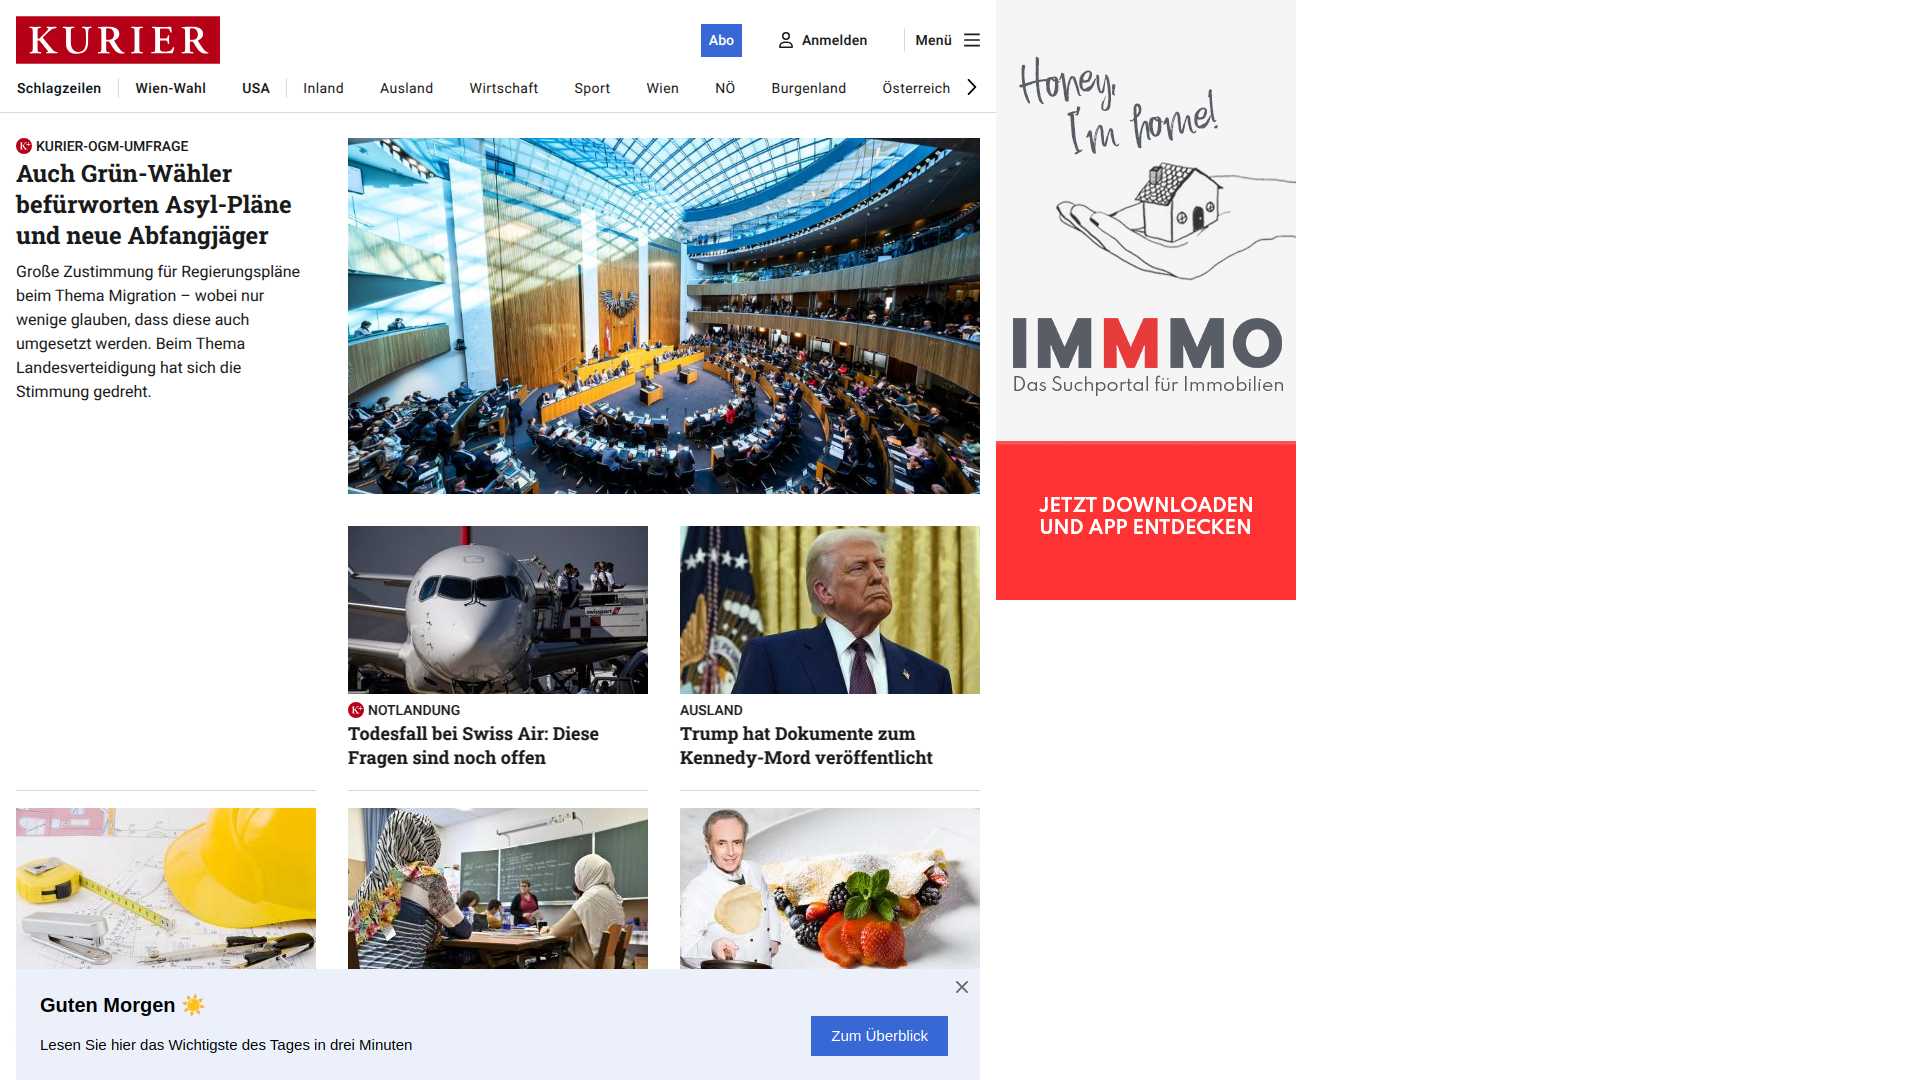 KURIER
Abo
Anmelden
Menü
Schlagzeilen
Wien-Wahl
USA
Inland
Ausland
Wirtschaft
Sport
Wien
NÖ
Burgenland
Österreich
KURIER-OGM-UMFRAGE
Auch Grün-Wähler
befürworten Asyl-Pläne
und neue Abfangjäger
Große Zustimmung für Regierungspläne
beim Thema Migration – wobei nur
wenige glauben, dass diese auch
umgesetzt werden. Beim Thema
Landesverteidigung hat sich die
Stimmung gedreht.
NOTLANDUNG
Todesfall bei Swiss Air: Diese
Fragen sind noch offen
AUSLAND
Trump hat Dokumente zum
Kennedy-Mord veröffentlicht
Guten Morgen ☀️
Lesen Sie hier das Wichtigste des Tages in drei Minuten
Zum Überblick
Honey,
I'm home!
IMMMO
Das Suchportal für Immobilien
JETZT DOWNLOADEN
UND APP ENTDECKEN